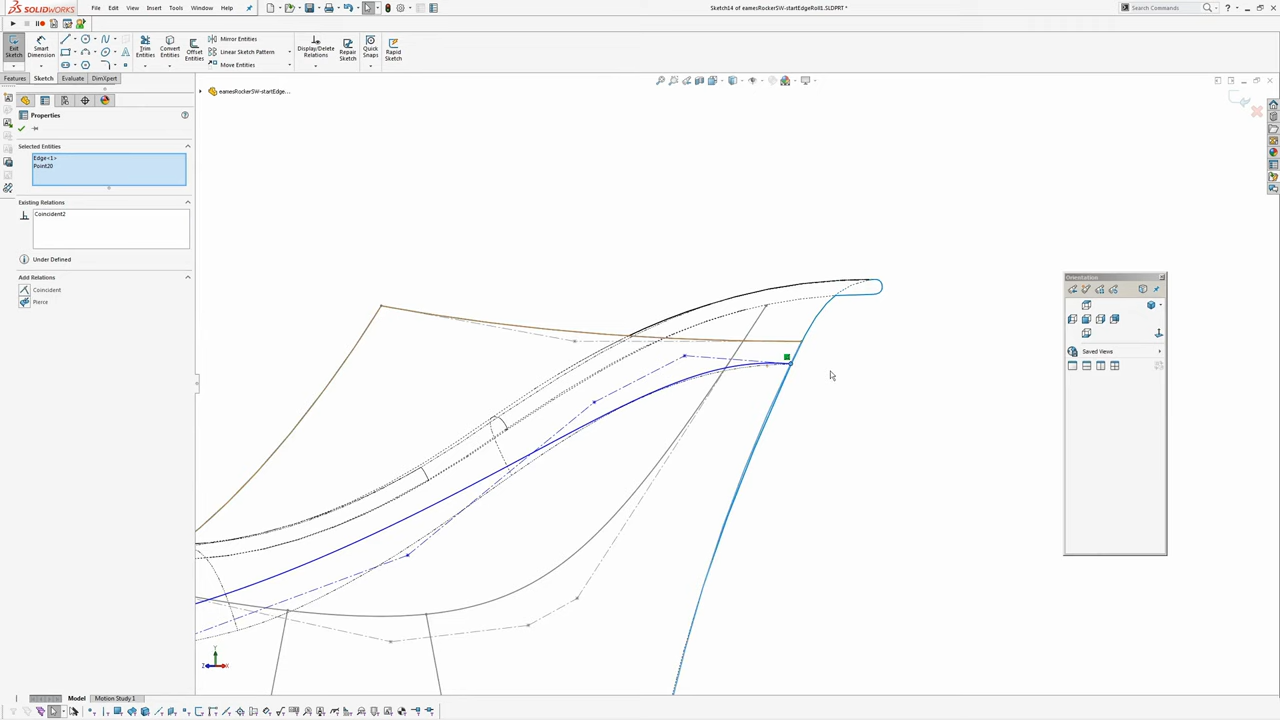 SOLIDWORKS
File
Edit
View
Insert
Tools
Window
Help
Sketch14 of eamesRockerSW-startEdgeRoll1.SLDPRT *
Search Commands
Exit
Sketch
Smart
Dimension
Trim
Entities
Convert
Entities
Offset
Entities
Mirror Entities
Linear Sketch Pattern
Move Entities
Display/Delete
Relations
Repair
Sketch
Quick
Snaps
Rapid
Sketch
Features
Sketch
Evaluate
DimXpert
eamesRockerSW-startEdge...
Properties
Selected Entities
Edge<1>
Point20
Existing Relations
Coincident2
Under Defined
Add Relations
Coincident
Pierce
Orientation
Saved Views
Y
Z
X
Model
Motion Study 1